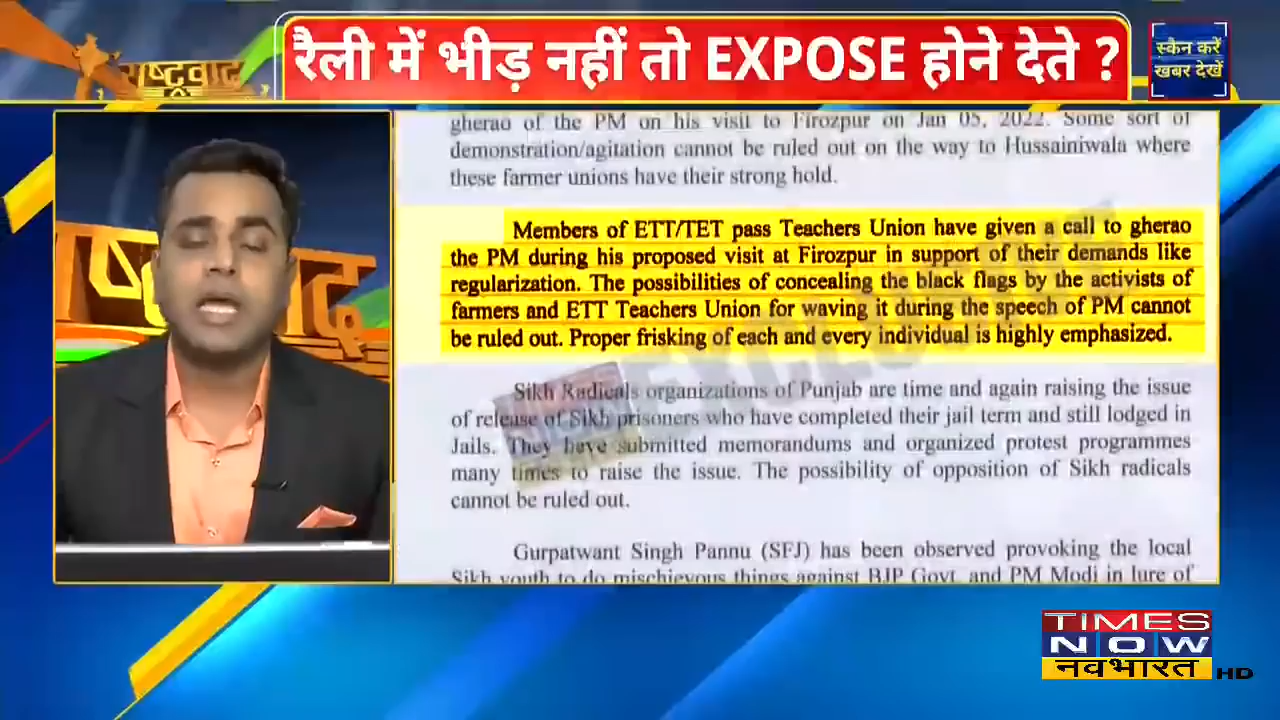 रैली में भीड़ नहीं तो EXPOSE होने देते ?
राष्ट्रवाद
स्कैन करें
खबर देखें
gherao of the PM on his visit to Firozpur on Jan 05, 2022. Some sort of
demonstration/agitation cannot be ruled out on the way to Hussainiwala where
these farmer unions have their strong hold.
Members of ETT/TET pass Teachers Union have given a call to gherao
the PM during his proposed visit at Firozpur in support of their demands like
regularization. The possibilities of concealing the black flags by the activists of
farmers and ETT Teachers Union for waving it during the speech of PM cannot
be ruled out. Proper frisking of each and every individual is highly emphasized.
Sikh Radicals organizations of Punjab are time and again raising the issue
of release of Sikh prisoners who have completed their jail term and still lodged in
Jails. They have submitted memorandums and organized protest programmes
many times to raise the issue. The possibility of opposition of Sikh radicals
cannot be ruled out.
Gurpatwant Singh Pannu (SFJ) has been observed provoking the local
Sikh youth to do mischievous things against BJP Govt. and PM Modi in lure of
राष्ट्रवाद
EXCLUSIVE
TIMES
NOW
नवभारत HD